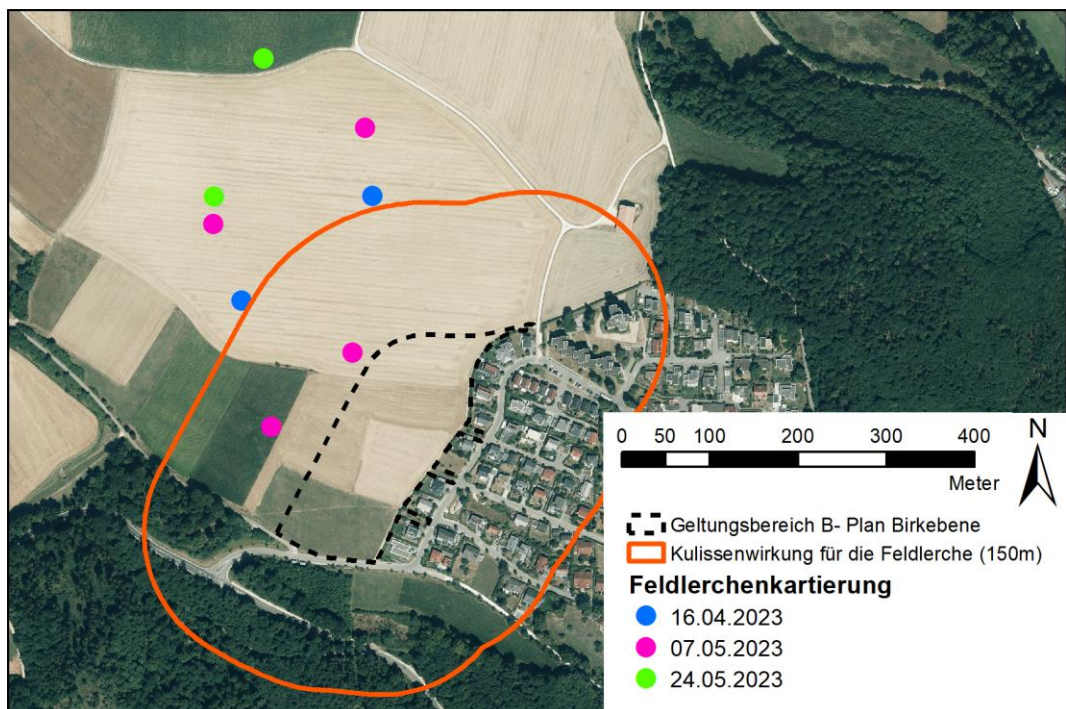 0 50 100 200 300 400
Meter
N
Geltungsbereich B- Plan Birkebene
Kulissenwirkung für die Feldlerche (150m)
Feldlerchenkartierung
16.04.2023
07.05.2023
24.05.2023